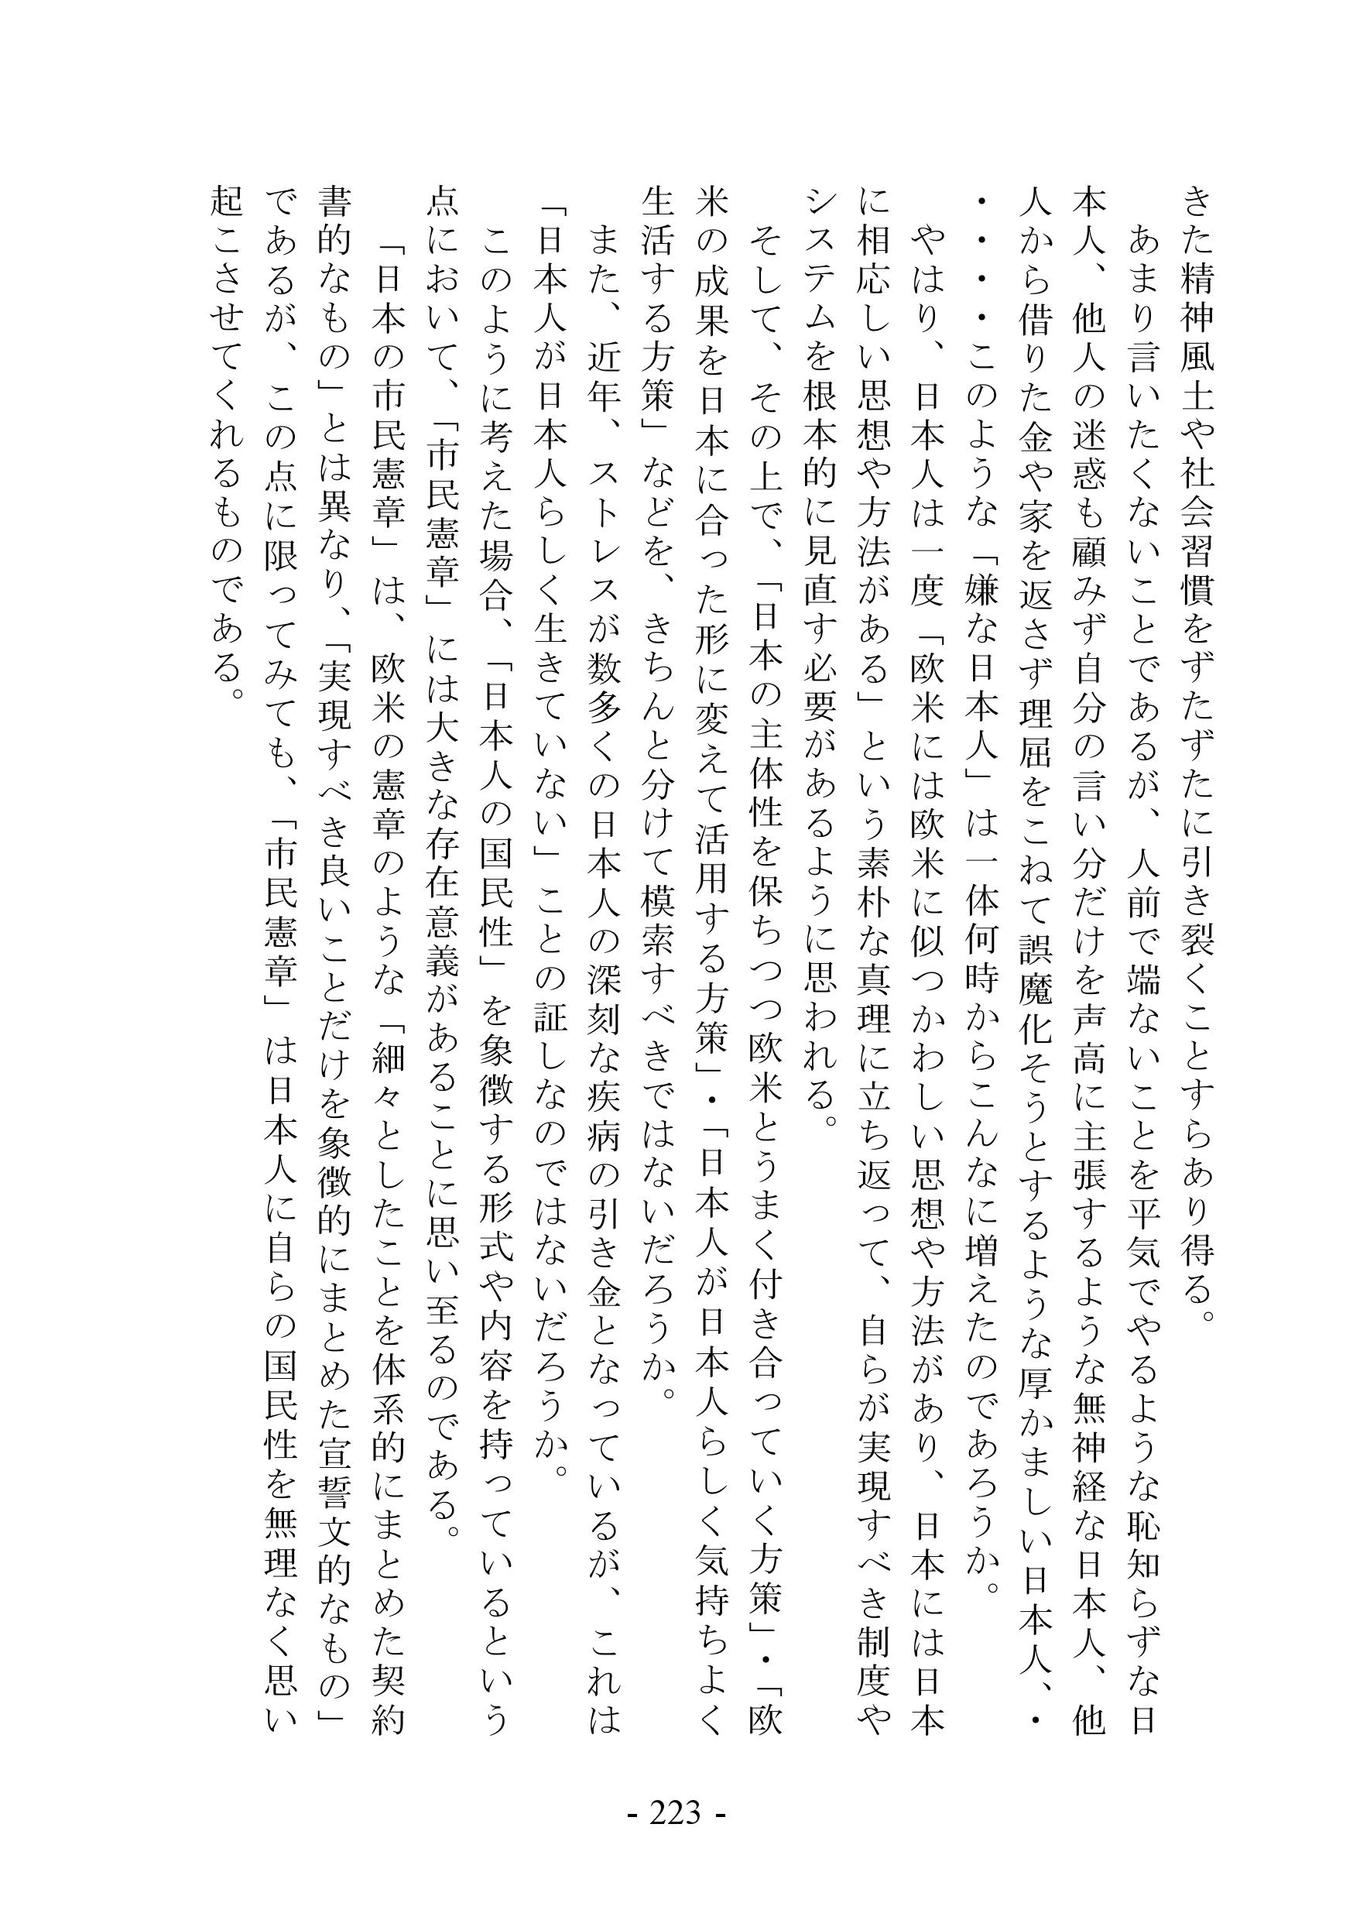 きた精神風土や社会習慣をずたずたに引き裂くことすらあり得る。
　あまり言いたくないことであるが、人前で端ないことを平気でやるような恥知らずな日
本人、他人の迷惑も顧みず自分の言い分だけを声高に主張するような無神経な日本人、他
人から借りた金や家を返さず理屈をこねて誤魔化そうとするような厚かましい日本人、・
・・・・このような「嫌な日本人」は一体何時からこんなに増えたのであろうか。
　やはり、日本人は一度「欧米には欧米に似つかわしい思想や方法があり、日本には日本
に相応しい思想や方法がある」という素朴な真理に立ち返って、自らが実現すべき制度や
システムを根本的に見直す必要があるように思われる。
　そして、その上で、「日本の主体性を保ちつつ欧米とうまく付き合っていく方策」・「欧
米の成果を日本に合った形に変えて活用する方策」・「日本人が日本人らしく気持ちよく
生活する方策」などを、きちんと分けて模索すべきではないだろうか。
　また、近年、ストレスが数多くの日本人の深刻な疾病の引き金となっているが、これは
「日本人が日本人らしく生きていない」ことの証しなのではないだろうか。
　このように考えた場合、「日本人の国民性」を象徴する形式や内容を持っているという
点において、「市民憲章」には大きな存在意義があることに思い至るのである。
　「日本の市民憲章」は、欧米の憲章のような「細々としたことを体系的にまとめた契約
書的なもの」とは異なり、「実現すべき良いことだけを象徴的にまとめた宣誓文的なもの」
であるが、この点に限ってみても、「市民憲章」は日本人に自らの国民性を無理なく思い
起こさせてくれるものである。
- 223 -